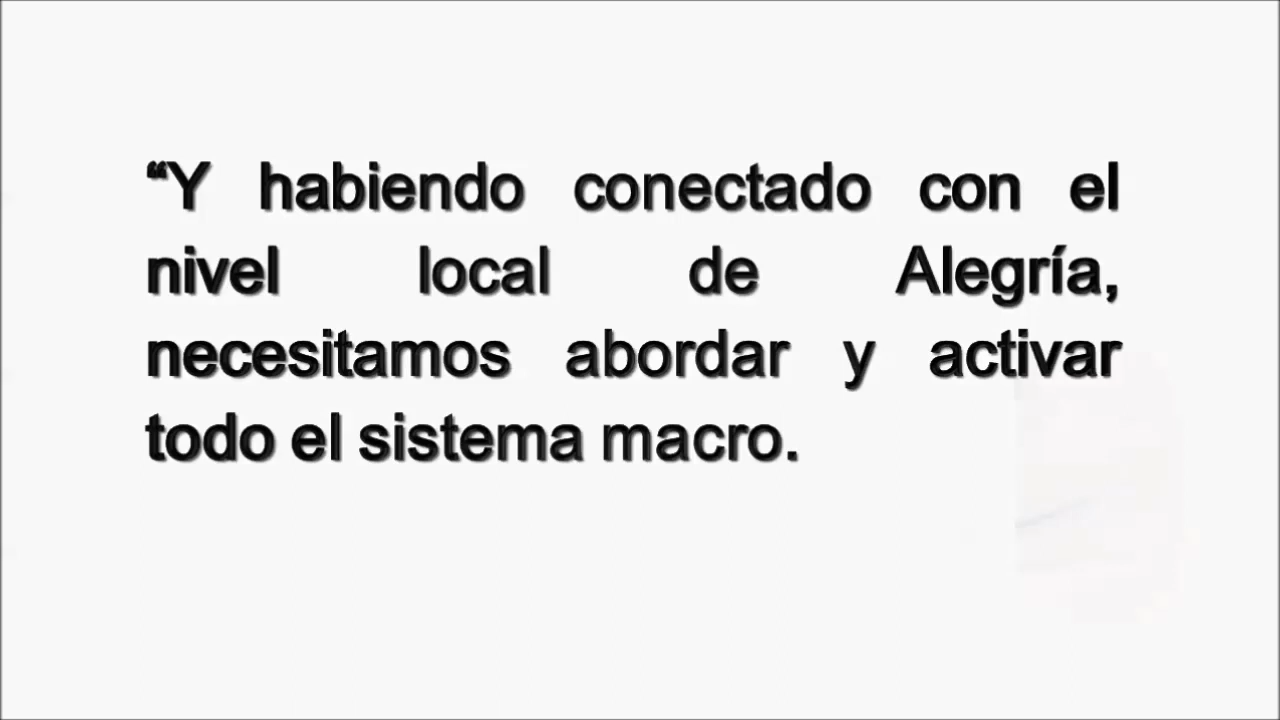 “Y habiendo conectado con el
nivel local de Alegría,
necesitamos abordar y activar
todo el sistema macro.